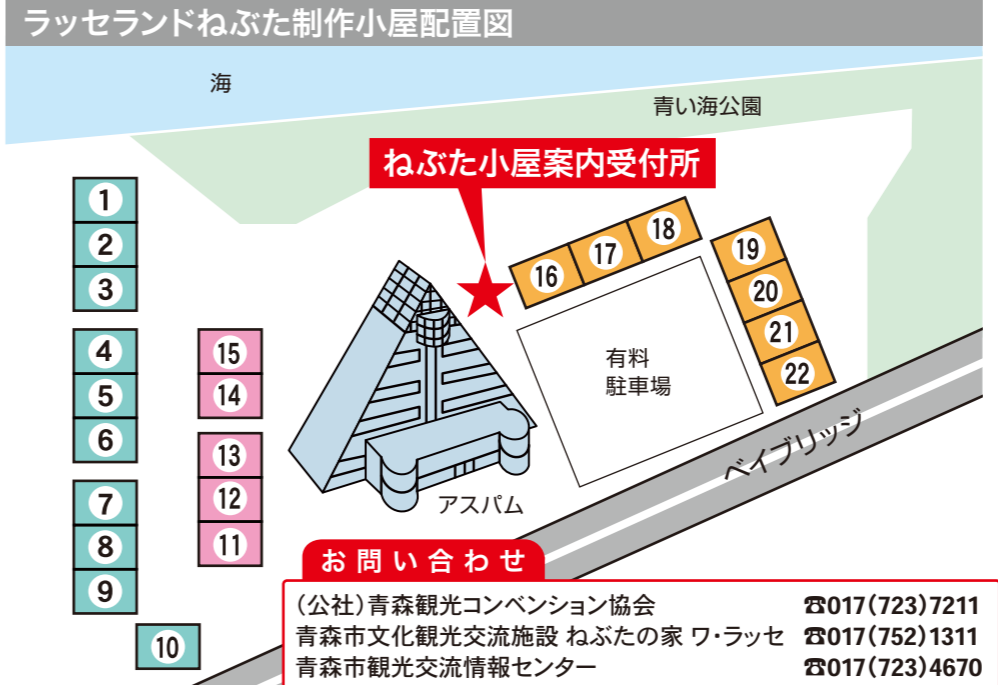 ラッセランドねぶた制作小屋配置図
海
青い海公園
ねぶた小屋案内受付所
1
2
3
4
5
6
7
8
9
10
15
14
13
12
11
16
17
18
19
20
21
22
有料
駐車場
アスパム
ベイブリッジ
お問い合わせ
(公社)青森観光コンベンション協会 ☎017(723)7211
青森市文化観光交流施設 ねぶたの家 ワ・ラッセ ☎017(752)1311
青森市観光交流情報センター ☎017(723)4670